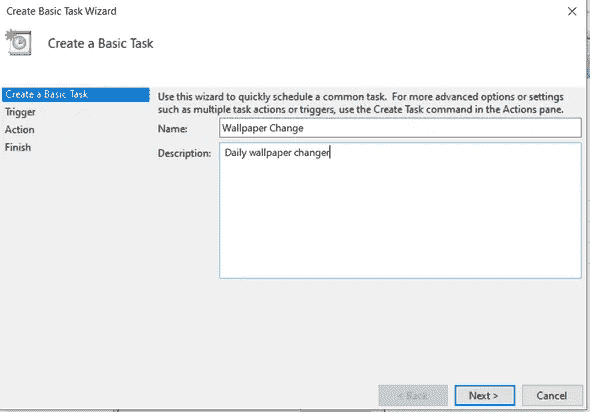 Create Basic Task Wizard
Create a Basic Task
Create a Basic Task
Trigger
Action
Finish
Use this wizard to quickly schedule a common task. For more advanced options or settings
such as multiple task actions or triggers, use the Create Task command in the Actions pane.
Name: Wallpaper Change
Description: Daily wallpaper changer
< Back Next > Cancel